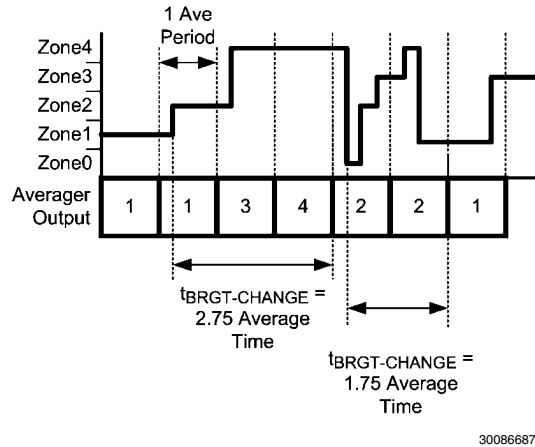 1 Ave
Period
Zone4
Zone3
Zone2
Zone1
Zone0
Averager
Output
1 1 3 4 2 2 1
tBRGT-CHANGE =
2.75 Average
Time
tBRGT-CHANGE =
1.75 Average
Time
30086687